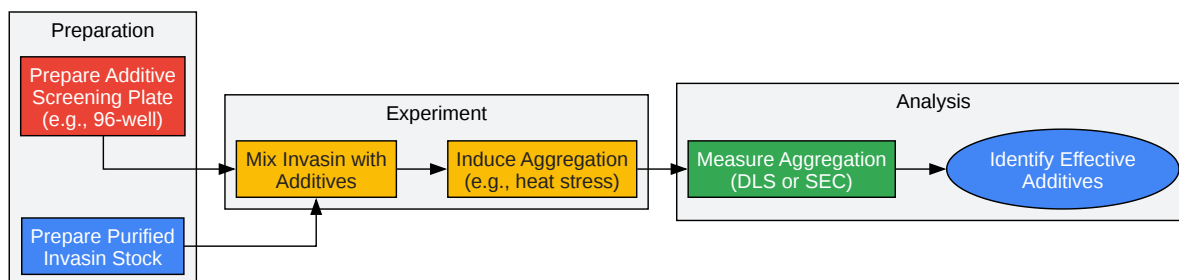 Preparation
Prepare Additive
Screening Plate
(e.g., 96-well)
Prepare Purified
Invasin Stock
Experiment
Mix Invasin with
Additives
Induce Aggregation
(e.g., heat stress)
Analysis
Measure Aggregation
(DLS or SEC)
Identify Effective
Additives